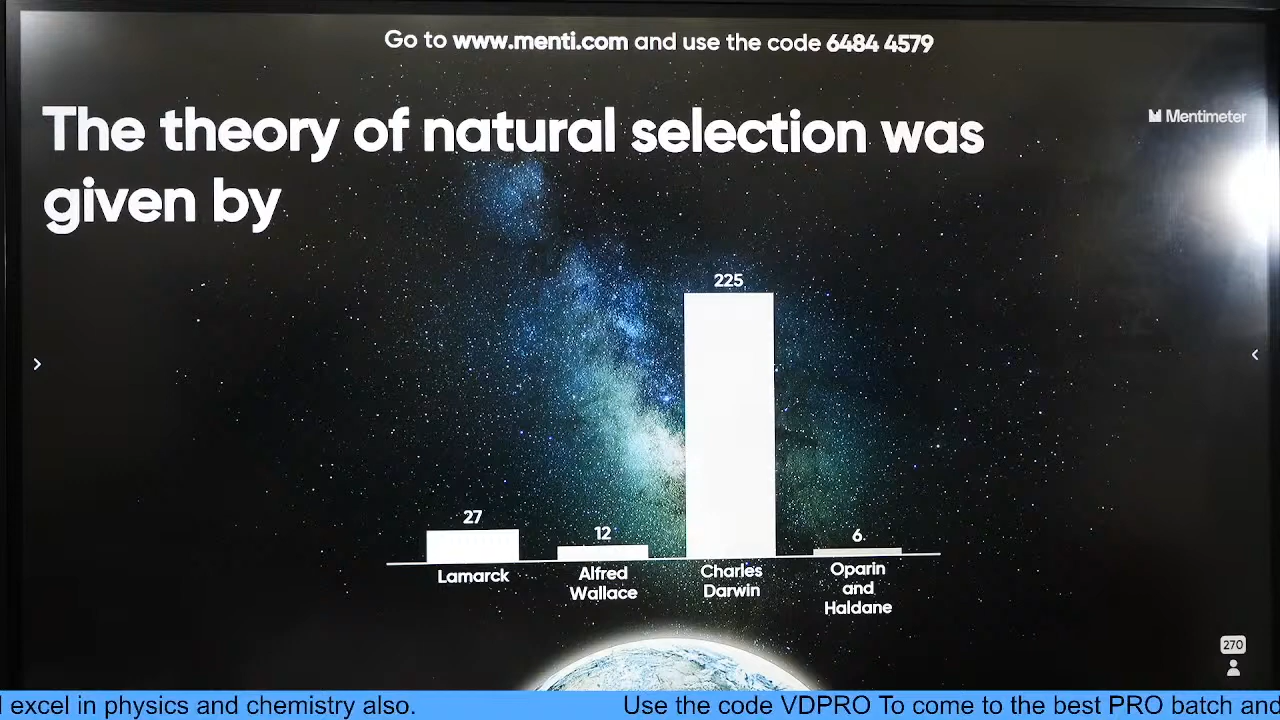 Go to www.menti.com and use the code 6484 4579
Mentimeter
The theory of natural selection was
given by
27
12
225
6
Lamarck
Alfred
Wallace
Charles
Darwin
Oparin
and
Haldane
270
excel in physics and chemistry also.
Use the code VDPRO To come to the best PRO batch and